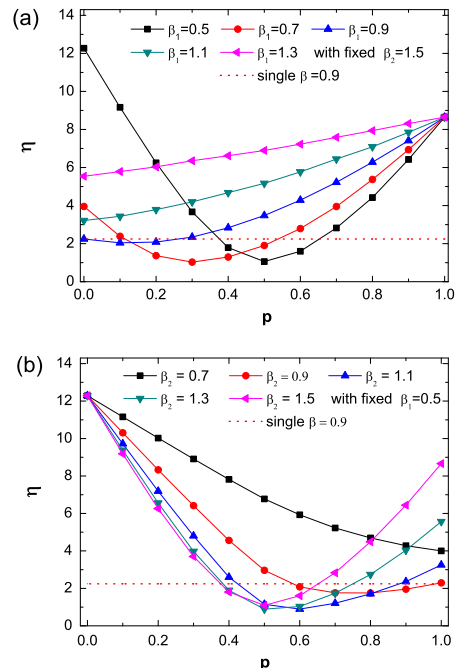 (a)
β₁=0.5 β₁=0.7 β₁=0.9
β₁=1.1 β₁=1.3 with fixed β₂=1.5
single β=0.9
14
12
10
8
6
4
2
0
η
0.0 0.2 0.4 0.6 0.8 1.0
p
(b)
β₂ = 0.7 β₂ = 0.9 β₂ = 1.1
β₂ = 1.3 β₂ = 1.5 with fixed β₁=0.5
single β = 0.9
14
12
10
8
6
4
2
0
η
0.0 0.2 0.4 0.6 0.8 1.0
p